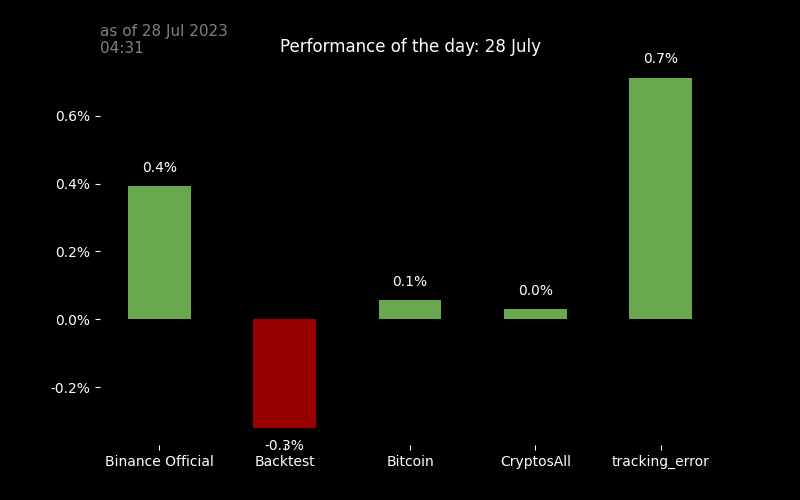 as of 28 Jul 2023
04:31
Performance of the day: 28 July
0.7%
0.6%
0.4%
0.4%
0.2%
0.1%
0.0%
0.0%
-0.2%
-0.3%
Binance Official
Backtest
Bitcoin
CryptosAll
tracking_error